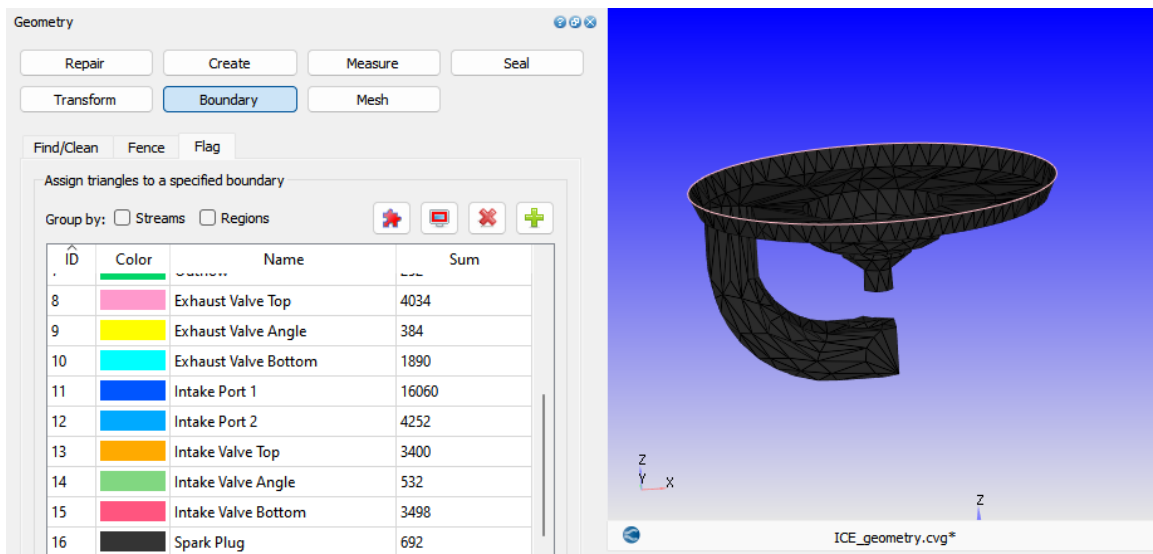 Geometry
Repair Create Measure Seal
Transform Boundary Mesh
Find/Clean Fence Flag
Assign triangles to a specified boundary
Group by: Streams Regions
ID Color Name Sum
8 Exhaust Valve Top 4034
9 Exhaust Valve Angle 384
10 Exhaust Valve Bottom 1890
11 Intake Port 1 16060
12 Intake Port 2 4252
13 Intake Valve Top 3400
14 Intake Valve Angle 532
15 Intake Valve Bottom 3498
16 Spark Plug 692
Z
Y X
Z
ICE_geometry.cvg*